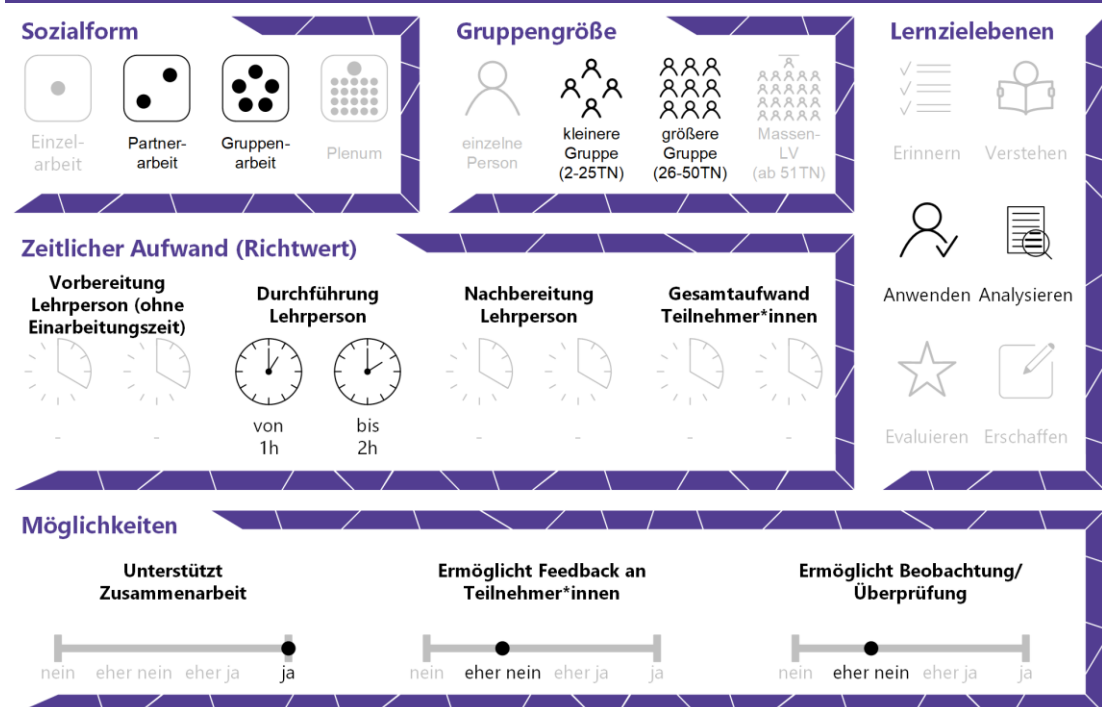 Sozialform
Einzel-
arbeit
Partner-
arbeit
Gruppen-
arbeit
Plenum
Gruppengröße
einzelne
Person
kleinere
Gruppe
(2-25TN)
größere
Gruppe
(26-50TN)
Massen-
LV
(ab 51TN)
Lernzielebenen
Erinnern
Verstehen
Anwenden
Analysieren
Evaluieren
Erschaffen
Zeitlicher Aufwand (Richtwert)
Vorbereitung
Lehrperson (ohne
Einarbeitungszeit)
-
-
Durchführung
Lehrperson
von
1h
bis
2h
Nachbereitung
Lehrperson
-
-
Gesamtaufwand
Teilnehmer*innen
-
-
Möglichkeiten
Unterstützt
Zusammenarbeit
nein
eher nein
eher ja
ja
Ermöglicht Feedback an
Teilnehmer*innen
nein
eher nein
eher ja
ja
Ermöglicht Beobachtung/
Überprüfung
nein
eher nein
eher ja
ja